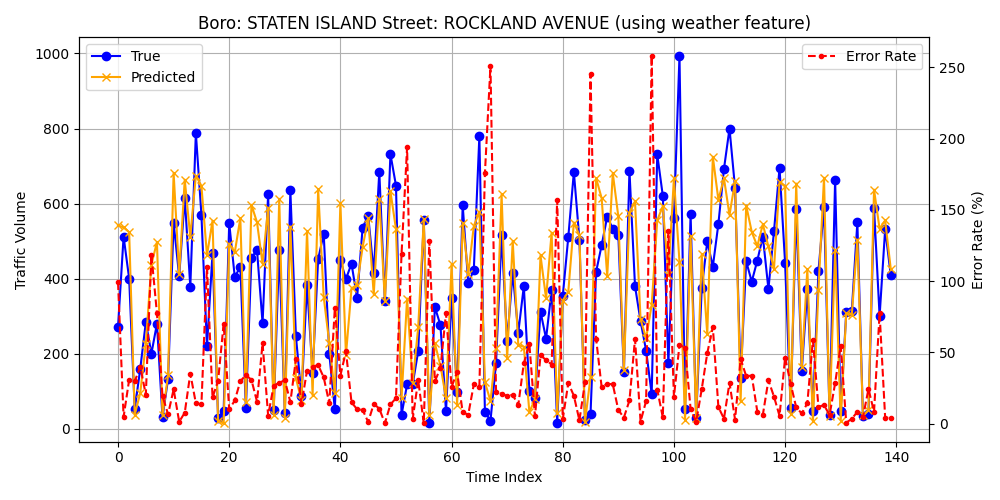 Boro: STATEN ISLAND Street: ROCKLAND AVENUE (using weather feature)
True
Predicted
Error Rate
Traffic Volume
1000
800
600
400
200
0
250
200
150
100
50
0
Error Rate (%)
0 20 40 60 80 100 120 140
Time Index